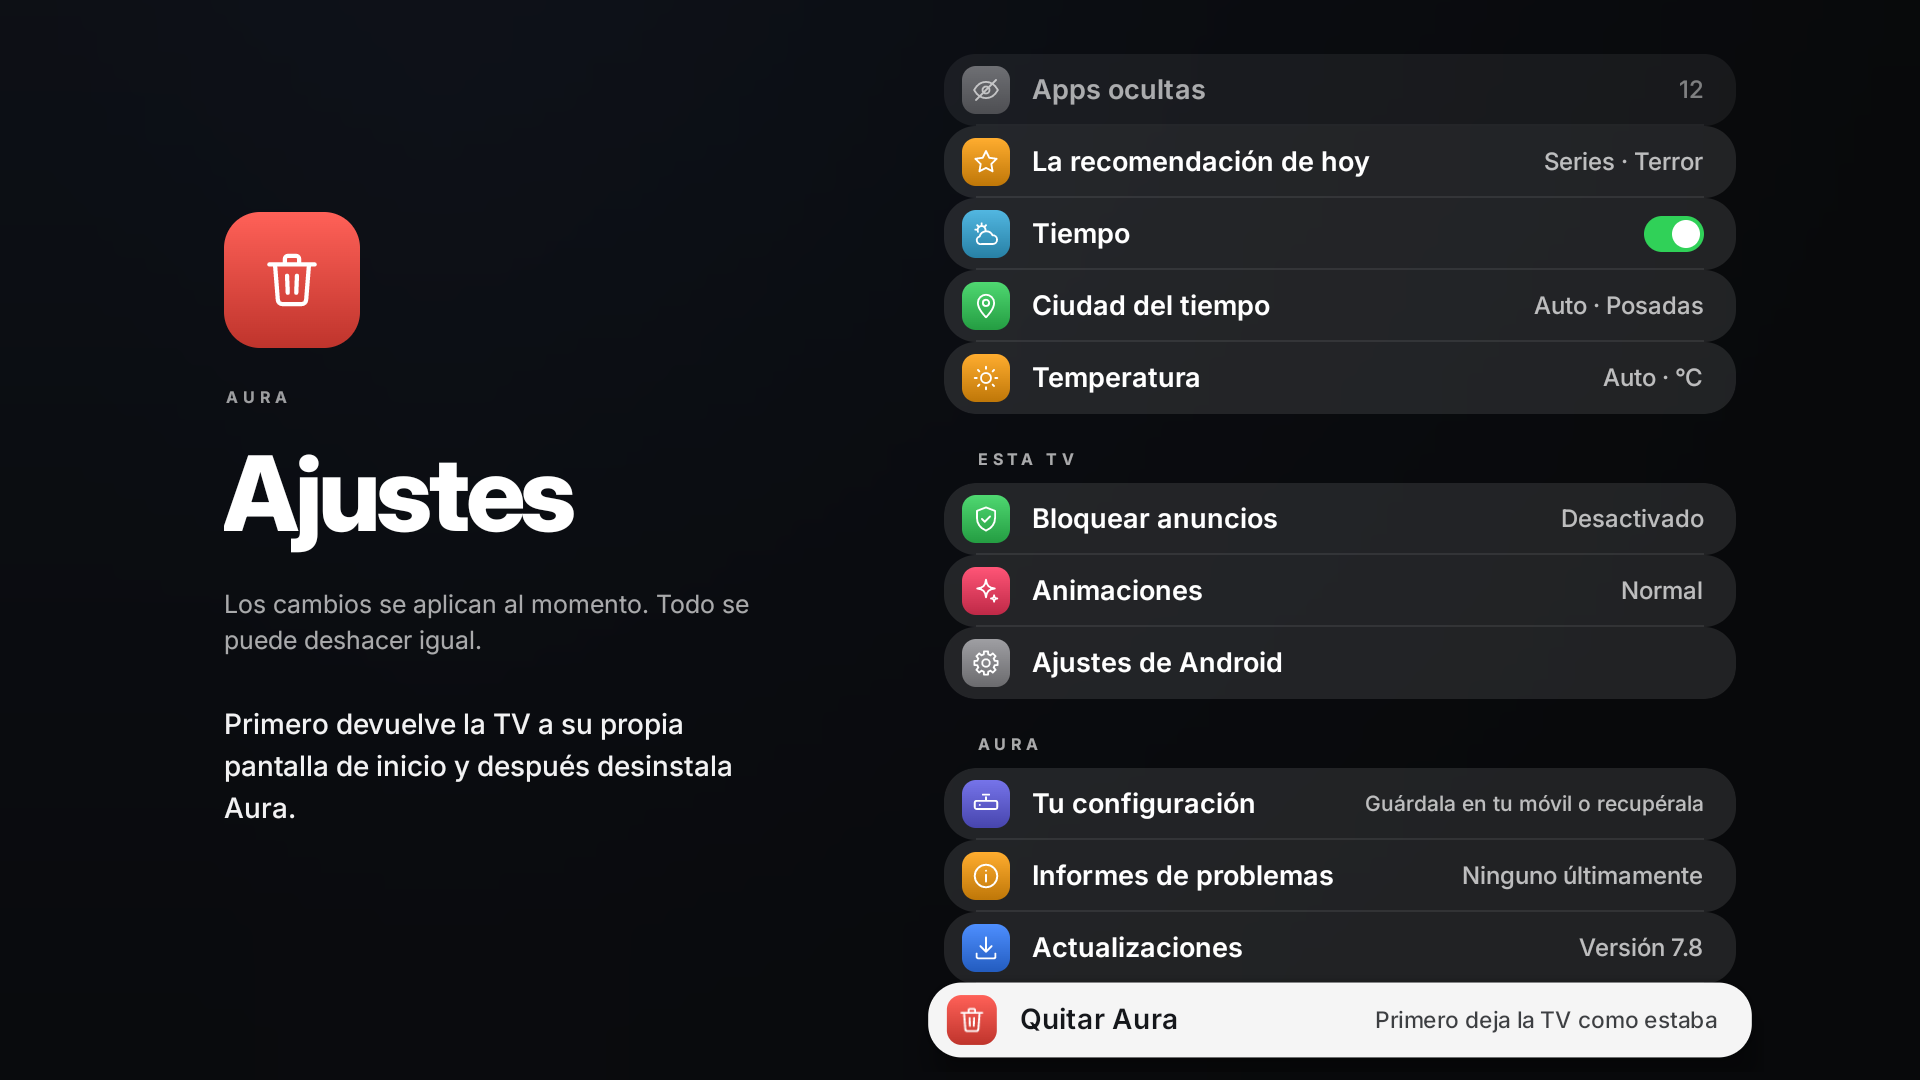 AURA
Ajustes
Los cambios se aplican al momento. Todo se
puede deshacer igual.
Primero devuelve la TV a su propia
pantalla de inicio y después desinstala
Aura.
Apps ocultas 12
La recomendación de hoy Series · Terror
Tiempo
Ciudad del tiempo Auto · Posadas
Temperatura Auto · °C
ESTA TV
Bloquear anuncios Desactivado
Animaciones Normal
Ajustes de Android
AURA
Tu configuración Guárdala en tu móvil o recupérala
Informes de problemas Ninguno últimamente
Actualizaciones Versión 7.8
Quitar Aura Primero deja la TV como estaba